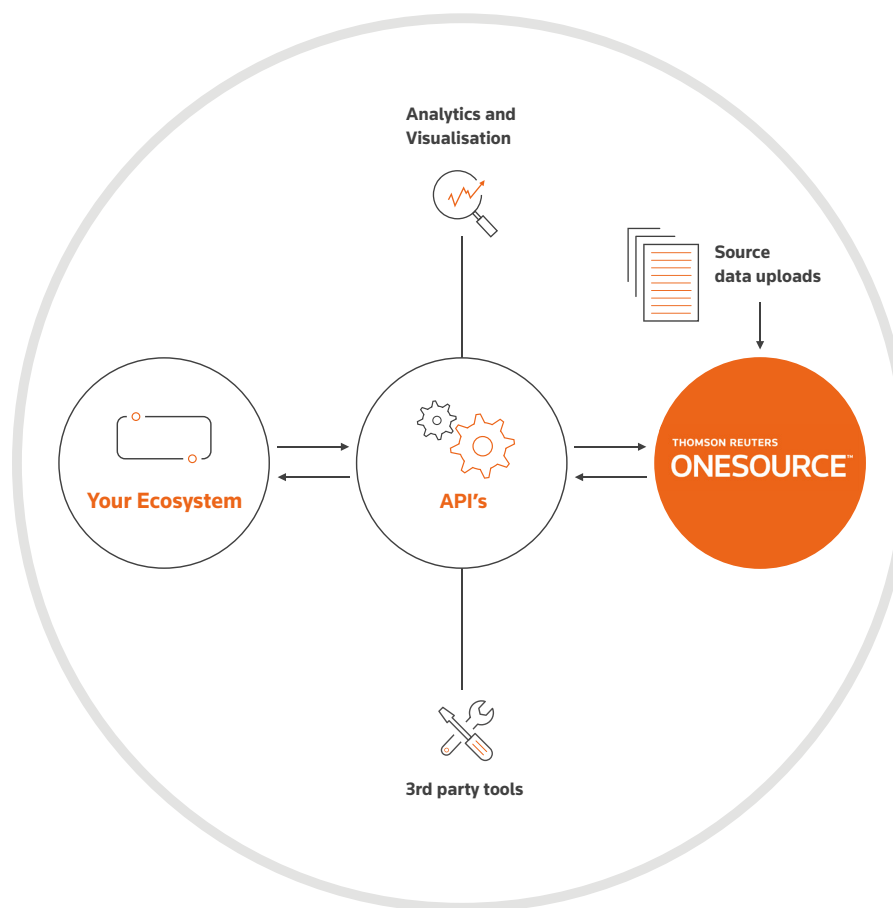 Analytics and
Visualisation
Source
data uploads
Your Ecosystem
API's
THOMSON REUTERS
ONESOURCE™
3rd party tools